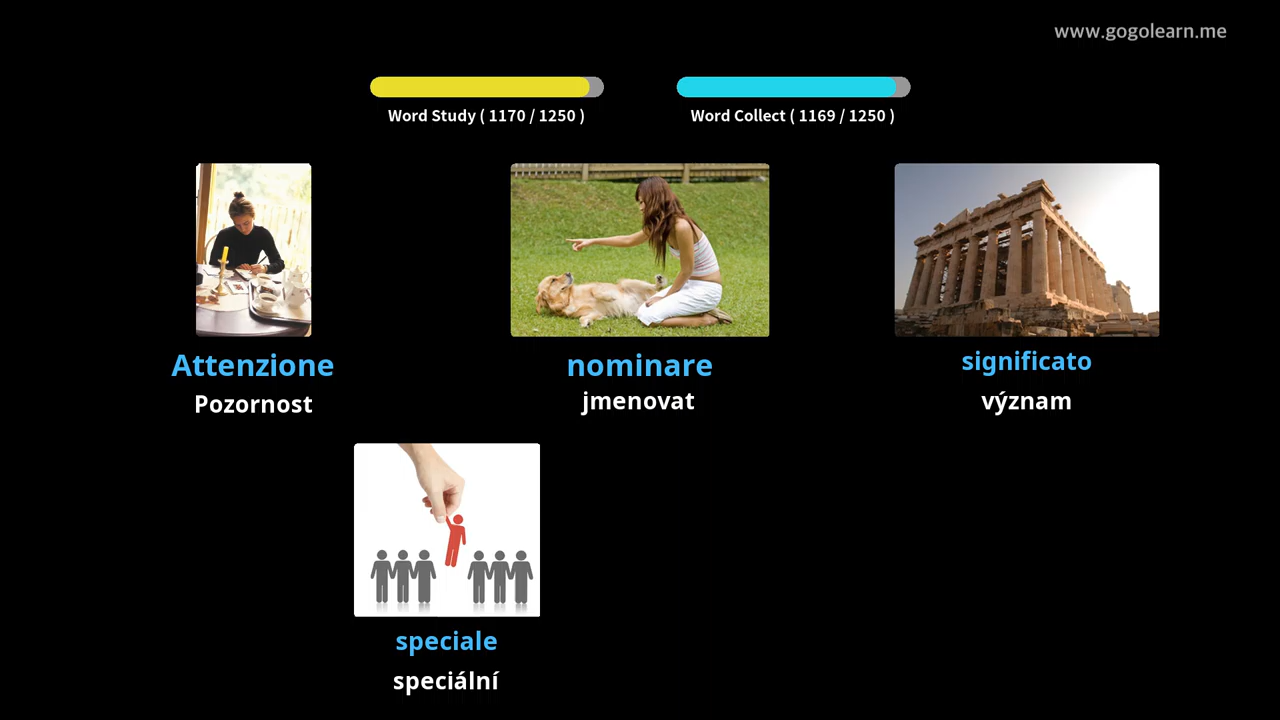 www.gogolearn.me
Word Study ( 1170 / 1250 )
Word Collect ( 1169 / 1250 )
Attenzione
Pozornost
nominare
jmenovat
significato
význam
speciale
speciální